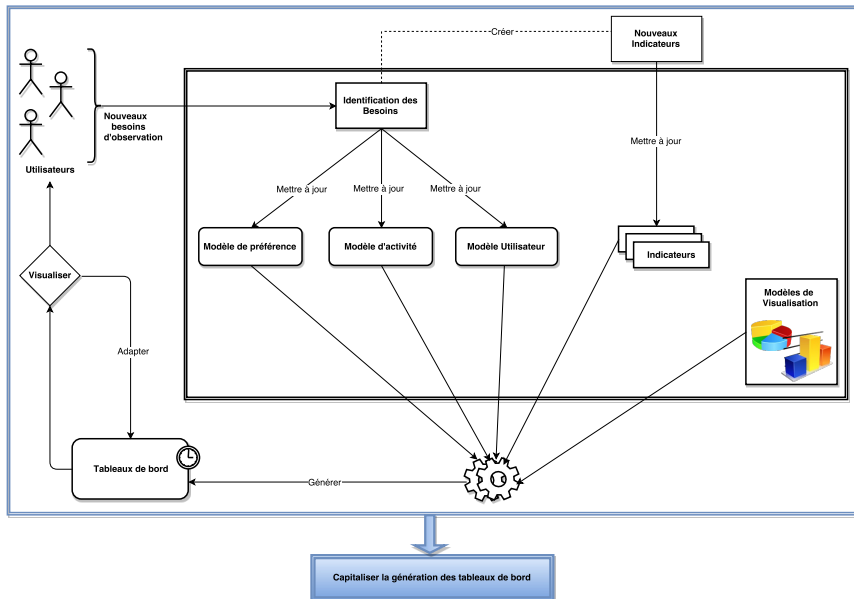 Créer
Nouveaux
Indicateurs
Identification des
Besoins
Nouveaux
besoins
d'observation
Utilisateurs
Mettre à jour
Mettre à jour
Mettre à jour
Mettre à jour
Modèle de préférence
Modèle d'activité
Modèle Utilisateur
Indicateurs
Visualiser
Modèles de
Visualisation
Adapter
Tableaux de bord
Générer
Capitaliser la génération des tableaux de bord